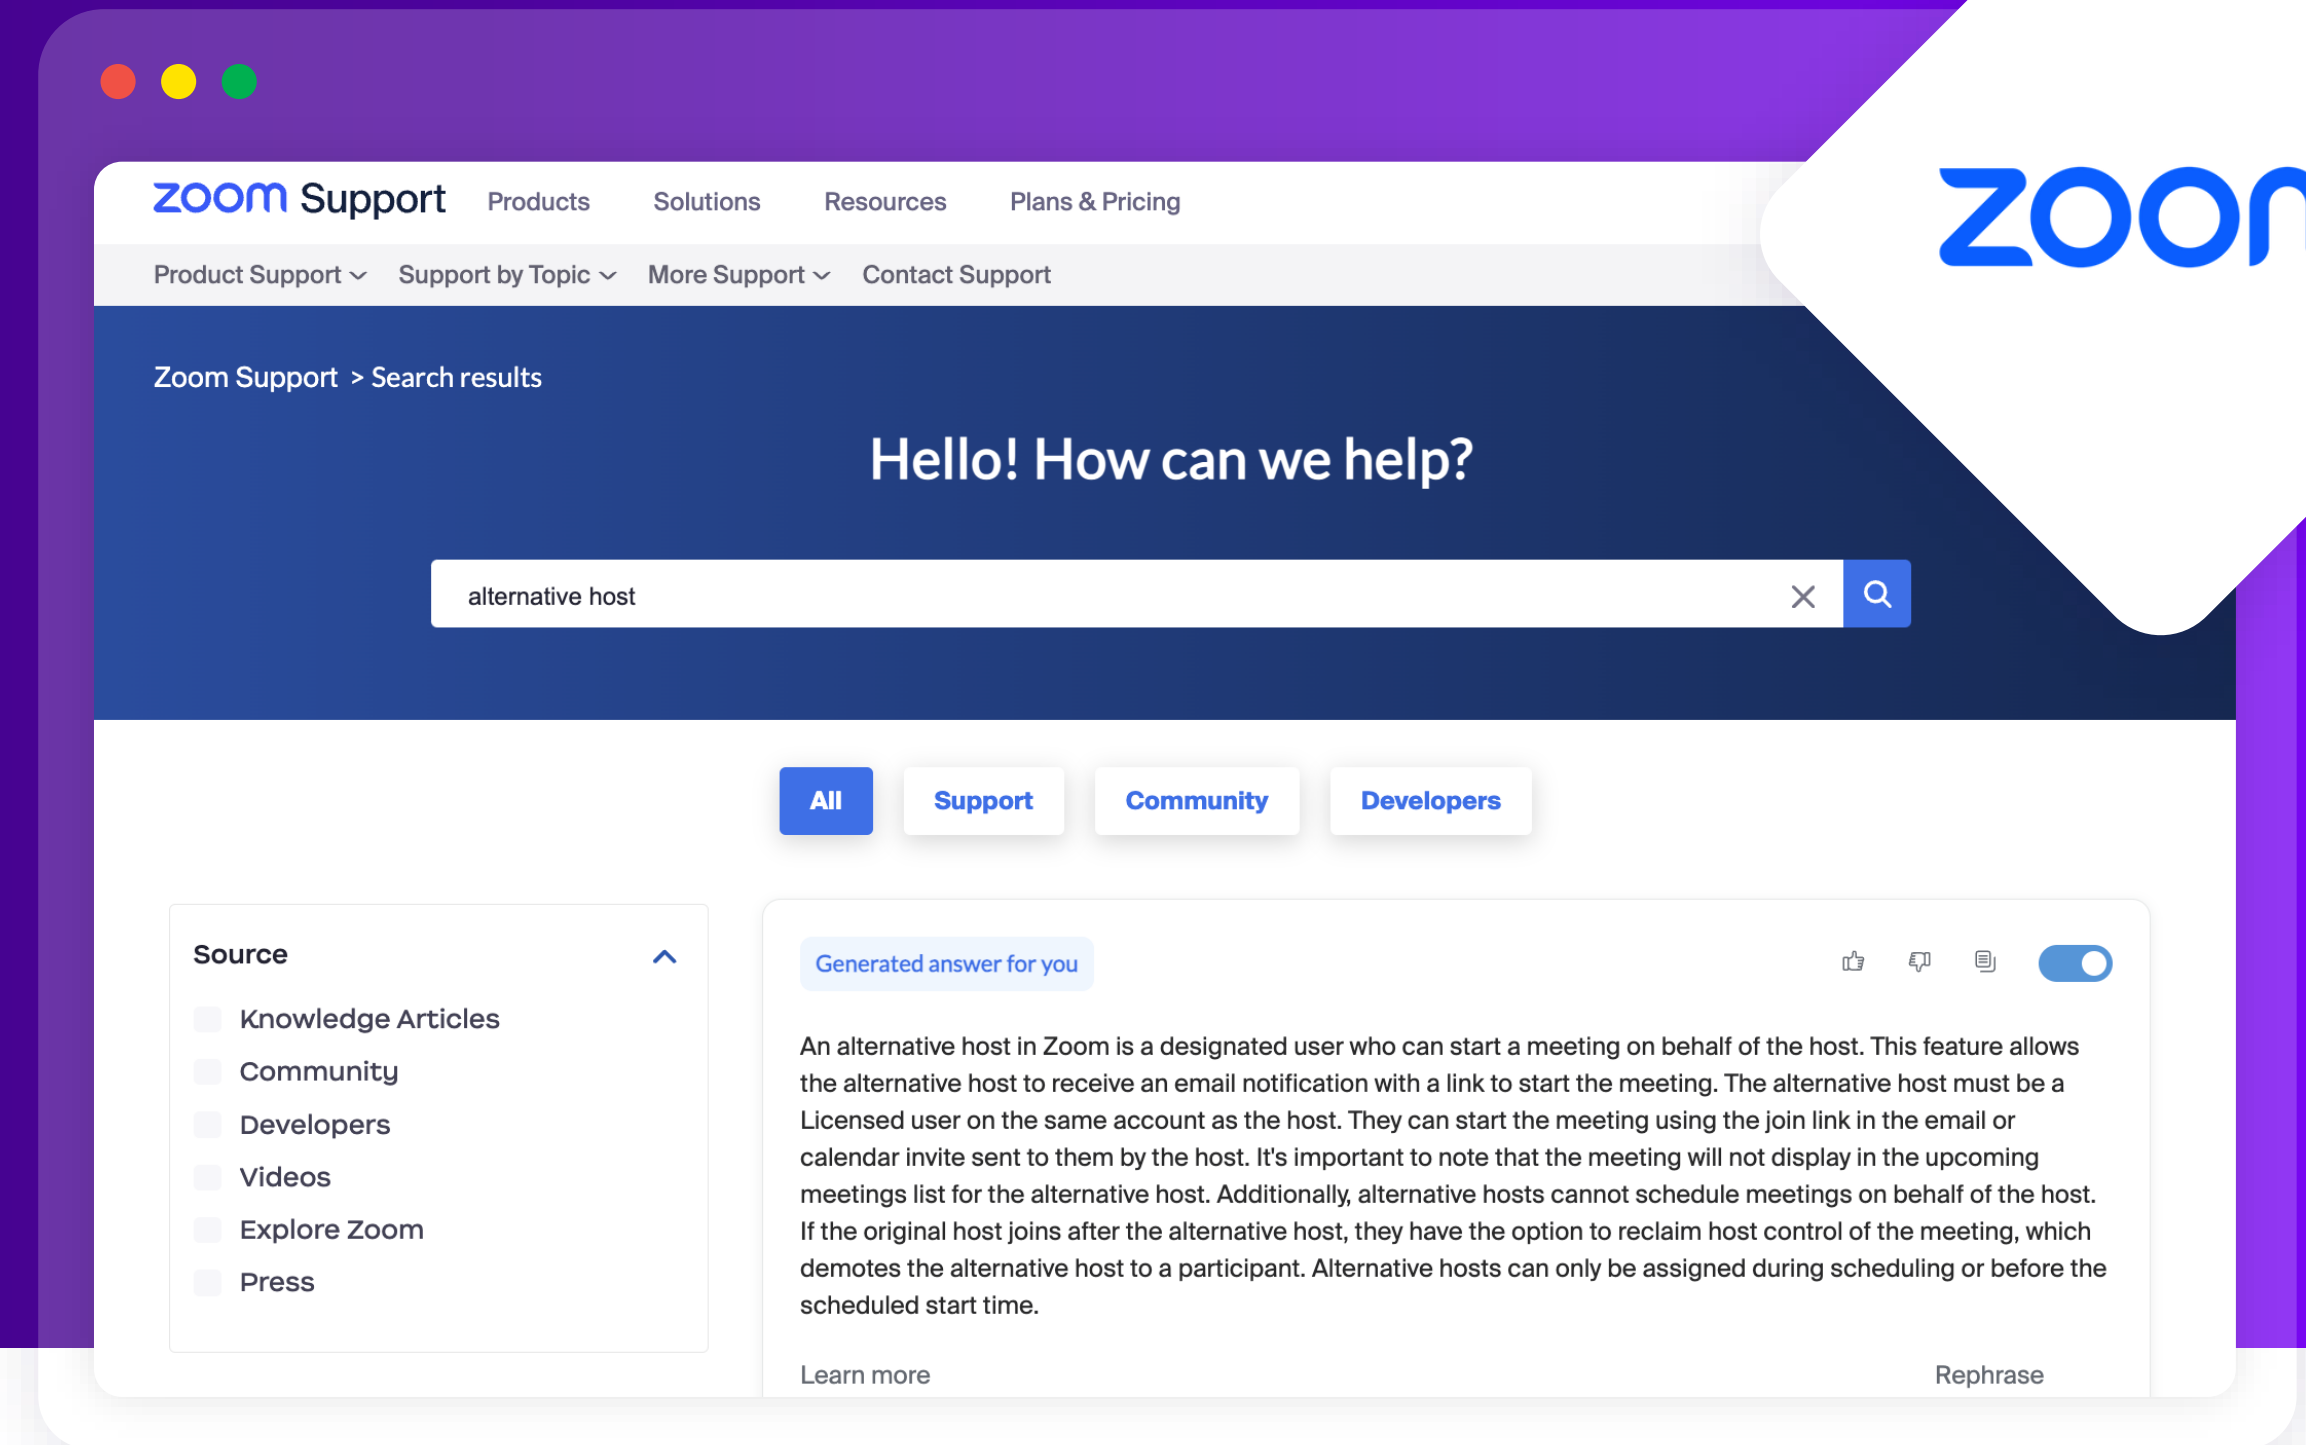 zoom Support Products Solutions Resources Plans & Pricing
zoom
Product Support Support by Topic More Support Contact Support
Zoom Support > Search results
Hello! How can we help?
alternative host
All Support Community Developers
Source
Knowledge Articles
Community
Developers
Videos
Explore Zoom
Press
Generated answer for you
An alternative host in Zoom is a designated user who can start a meeting on behalf of the host. This feature allows
the alternative host to receive an email notification with a link to start the meeting. The alternative host must be a
Licensed user on the same account as the host. They can start the meeting using the join link in the email or
calendar invite sent to them by the host. It's important to note that the meeting will not display in the upcoming
meetings list for the alternative host. Additionally, alternative hosts cannot schedule meetings on behalf of the host.
If the original host joins after the alternative host, they have the option to reclaim host control of the meeting, which
demotes the alternative host to a participant. Alternative hosts can only be assigned during scheduling or before the
scheduled start time.
Learn more Rephrase